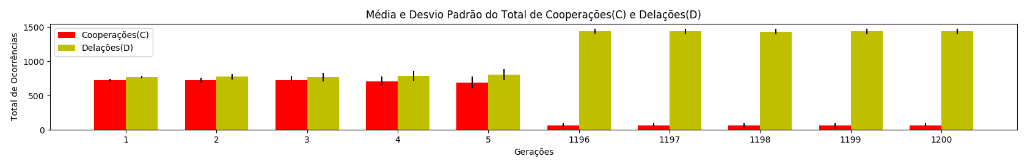 Média e Desvio Padrão do Total de Cooperações(C) e Delações(D)
Total de Ocorrências
1500
1000
500
0
Cooperações(C)
Delações(D)
1 2 3 4 5 1196 1197 1198 1199 1200
Gerações